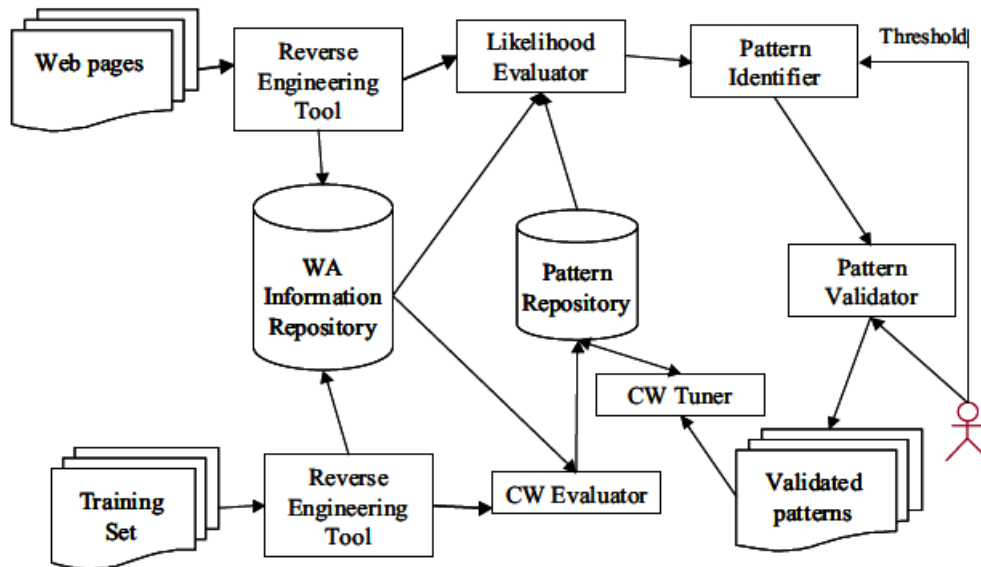 Web pages
Reverse
Engineering
Tool
Likelihood
Evaluator
Pattern
Identifier
Threshold
WA
Information
Repository
Pattern
Repository
Pattern
Validator
CW Tuner
Training
Set
Reverse
Engineering
Tool
CW Evaluator
Validated
patterns